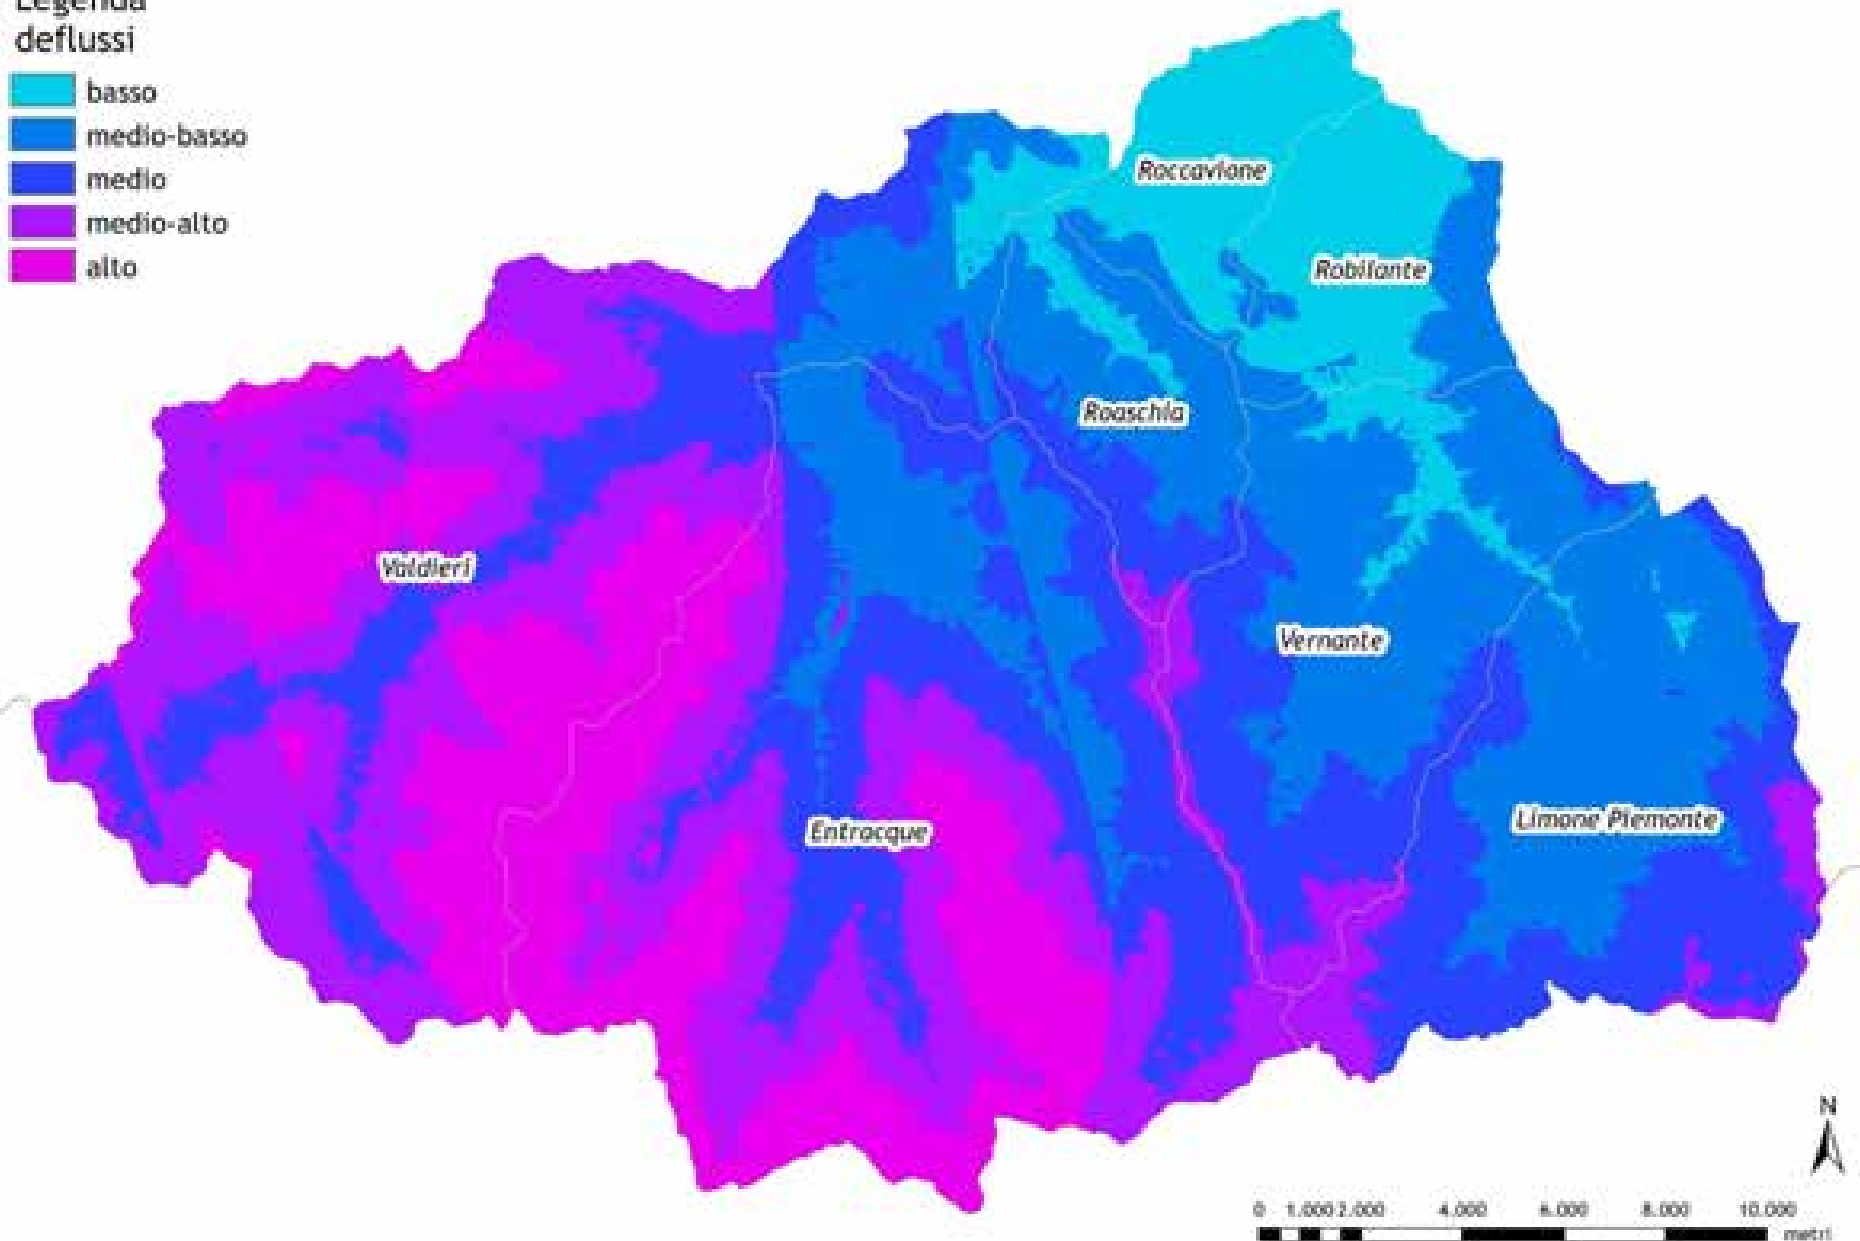 Legenda
deflussi
basso
medio-basso
medio
medio-alto
alto
Roccavione
Robilante
Roaschia
Valdieri
Vernante
Entracque
Limone Piemonte
N
0 1.000 2.000 4.000 6.000 8.000 10.000
metri